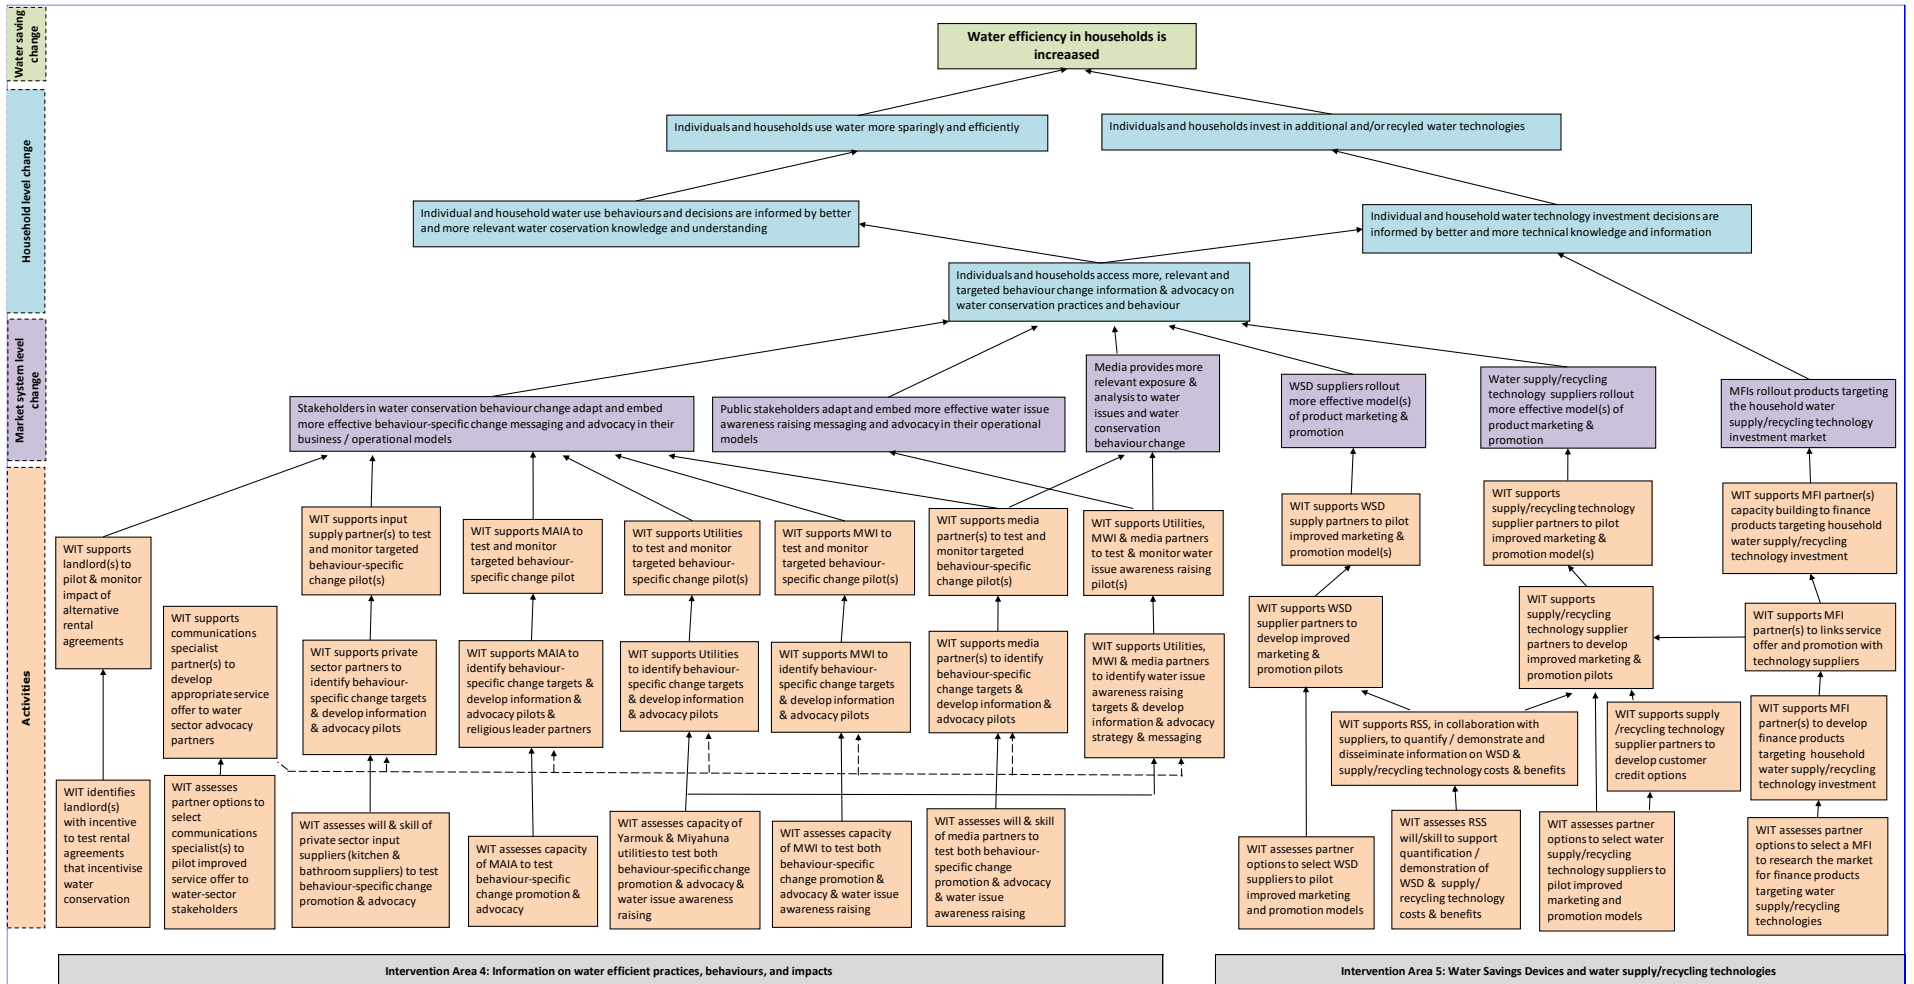 Water saving
change
Water efficiency in households is
increaased
Household level change
Individuals and households use water more sparingly and efficiently
Individuals and households invest in additional and/or recyled water technologies
Individual and household water use behaviours and decisions are informed by better
and more relevant water coservation knowledge and understanding
Individual and household water technology investment decisions are
informed by better and more technical knowledge and information
Individuals and households access more, relevant and
targeted behaviour change information & advocacy on
water conservation practices and behaviour
Market system level
change
Stakeholders in water conservation behaviour change adapt and embed
more effective behaviour-specific change messaging and advocacy in their
business / operational models
Public stakeholders adapt and embed more effective water issue
awareness raising messaging and advocacy in their operational
models
Media provides more
relevant exposure &
analysis to water
issues and water
conservation
behaviour change
WSD suppliers rollout
more effective model(s)
of product marketing &
promotion
Water supply/recycling
technology suppliers rollout
more effective model(s) of
product marketing &
promotion
MFIs rollout products targeting
the household water
supply/recycling technology
investment market
Activities
WIT supports
landlord(s) to
pilot & monitor
impact of
alternative
rental
agreements
WIT supports input
supply partner(s) to test
and monitor targeted
behaviour-specific
change pilot(s)
WIT supports MAIA to
test and monitor
targeted behaviour-
specific change pilot
WIT supports Utilities
to test and monitor
targeted behaviour-
specific change pilot(s)
WIT supports MWI to
test and monitor
targeted behaviour-
specific change pilot(s)
WIT supports media
partner(s) to test and
monitor targeted
behaviour-specific
change pilot(s)
WIT supports Utilities,
MWI & media partners
to test & monitor water
issue awareness raising
pilot(s)
WIT supports WSD
supply partners to pilot
improved marketing &
promotion model(s)
WIT supports
supply/recycling technology
supplier partners to pilot
improved marketing &
promotion model(s)
WIT supports MFI partner(s)
capacity building to finance
products targeting household
water supply/recycling
technology investment
WIT supports
communications
specialist
partner(s) to
develop
appropriate service
offer to water
sector advocacy
partners
WIT supports private
sector partners to
identify behaviour-
specific change targets
& develop information
& advocacy pilots
WIT supports MAIA to
identify behaviour-
specific change targets &
develop information &
advocacy pilots &
religious leader partners
WIT supports Utilities
to identify behaviour-
specific change targets
& develop information
& advocacy pilots
WIT supports MWI to
identify behaviour-
specific change targets
& develop information
& advocacy pilots
WIT supports media
partner(s) to identify
behaviour-specific
change targets &
develop information &
advocacy pilots
WIT supports Utilities,
MWI & media partners
to identify water issue
awareness raising
targets & develop
information & advocacy
strategy & messaging
WIT supports WSD
supplier partners to
develop improved
marketing &
promotion pilots
WIT supports
supply/recycling
technology supplier
partners to develop
improved marketing &
promotion pilots
WIT supports MFI
partner(s) to links service
offer and promotion with
technology suppliers
WIT supports RSS, in collaboration with
suppliers, to quantify / demonstrate and
disseiminate information on WSD &
supply/recycling technology costs & benefits
WIT supports supply
/recycling technology
supplier partners to
develop customer
credit options
WIT supports MFI
partner(s) to develop
finance products
targeting household
water supply/recycling
technology investment
WIT identifies
landlord(s)
with incentive
to test rental
agreements
that incentivise
water
conservation
WIT assesses
partner options to
select
communications
specialist(s) to
pilot improved
service offer to
water-sector
stakeholders
WIT assesses will & skill of
private sector input
suppliers (kitchen &
bathroom suppliers) to test
behaviour-specific change
promotion & advocacy
WIT assesses capacity
of MAIA to test
behaviour-specific
change promotion &
advocacy
WIT assesses capacity of
Yarmouk & Miyahuna
utilities to test both
behaviour-specific change
promotion & advocacy &
water issue awareness
raising
WIT assesses capacity
of MWI to test both
behaviour-specific
change promotion &
advocacy & water issue
awareness raising
WIT assesses will & skill
of media partners to
test both behaviour-
specific change
promotion & advocacy
& water issue
awareness raising
WIT assesses partner
options to select WSD
suppliers to pilot
improved marketing
and promotion models
WIT assesses RSS
will/skill to support
quantification /
demonstration of
WSD & supply/
recycling technology
costs & benefits
WIT assesses partner
options to select water
supply/recycling
technology suppliers to
pilot improved
marketing and
promotion models
WIT assesses partner
options to select a MFI
to research the market
for finance products
targeting water
supply/recycling
technologies
Intervention Area 4: Information on water efficient practices, behaviours, and impacts
Intervention Area 5: Water Savings Devices and water supply/recycling technologies